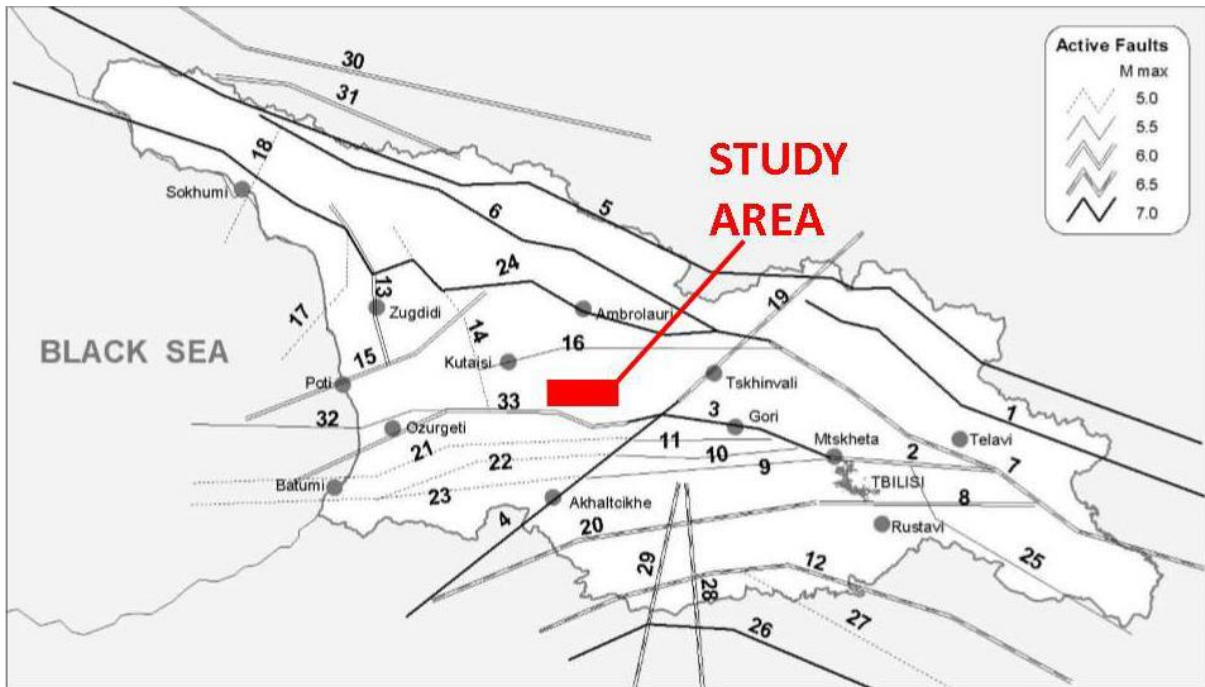 30
Active Faults
M max
31
5.0
5.5
18
STUDY
6.0
AREA
6.5
Sokhumi
5
7.0
6
24
19
13
17
Zugdidi
Ambrolauri
14
16
BLACK SEA
15
Kutaisi
Poti
Tskhinvali
33
3
1
32
Gori
Ozurgeti
11
Mtskheta
Telavi
21
10
2
22
9
7
Batumi
TBILISI
23
8
Akhaltcikhe
4
20
Rustavi
25
29
12
28
27
26